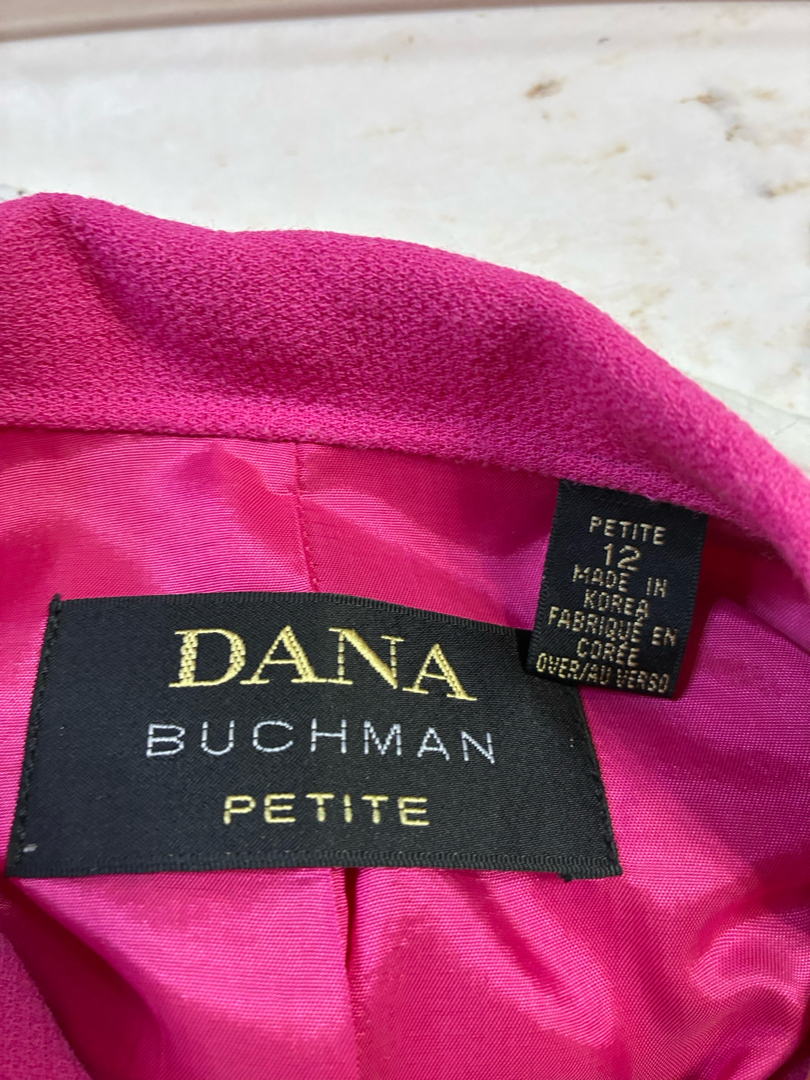 PETITE
12
MADE IN
KOREA
FABRIQUÉ EN
CORÉE
OVER/AU VERSO
DANA
BUCHMAN
PETITE